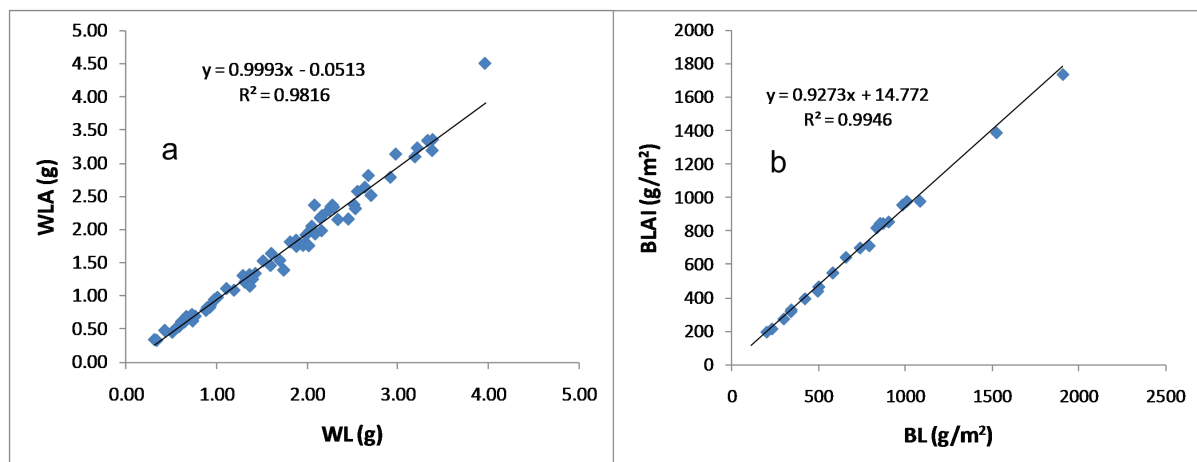 5.00
4.50
4.00
3.50
3.00
2.50
2.00
1.50
1.00
0.50
0.00
WLA (g)
y = 0.9993x - 0.0513
R² = 0.9816
a
0.00 1.00 2.00 3.00 4.00 5.00
WL (g)
2000
1800
1600
1400
1200
1000
800
600
400
200
0
BLAI (g/m²)
y = 0.9273x + 14.772
R² = 0.9946
b
0 500 1000 1500 2000 2500
BL (g/m²)